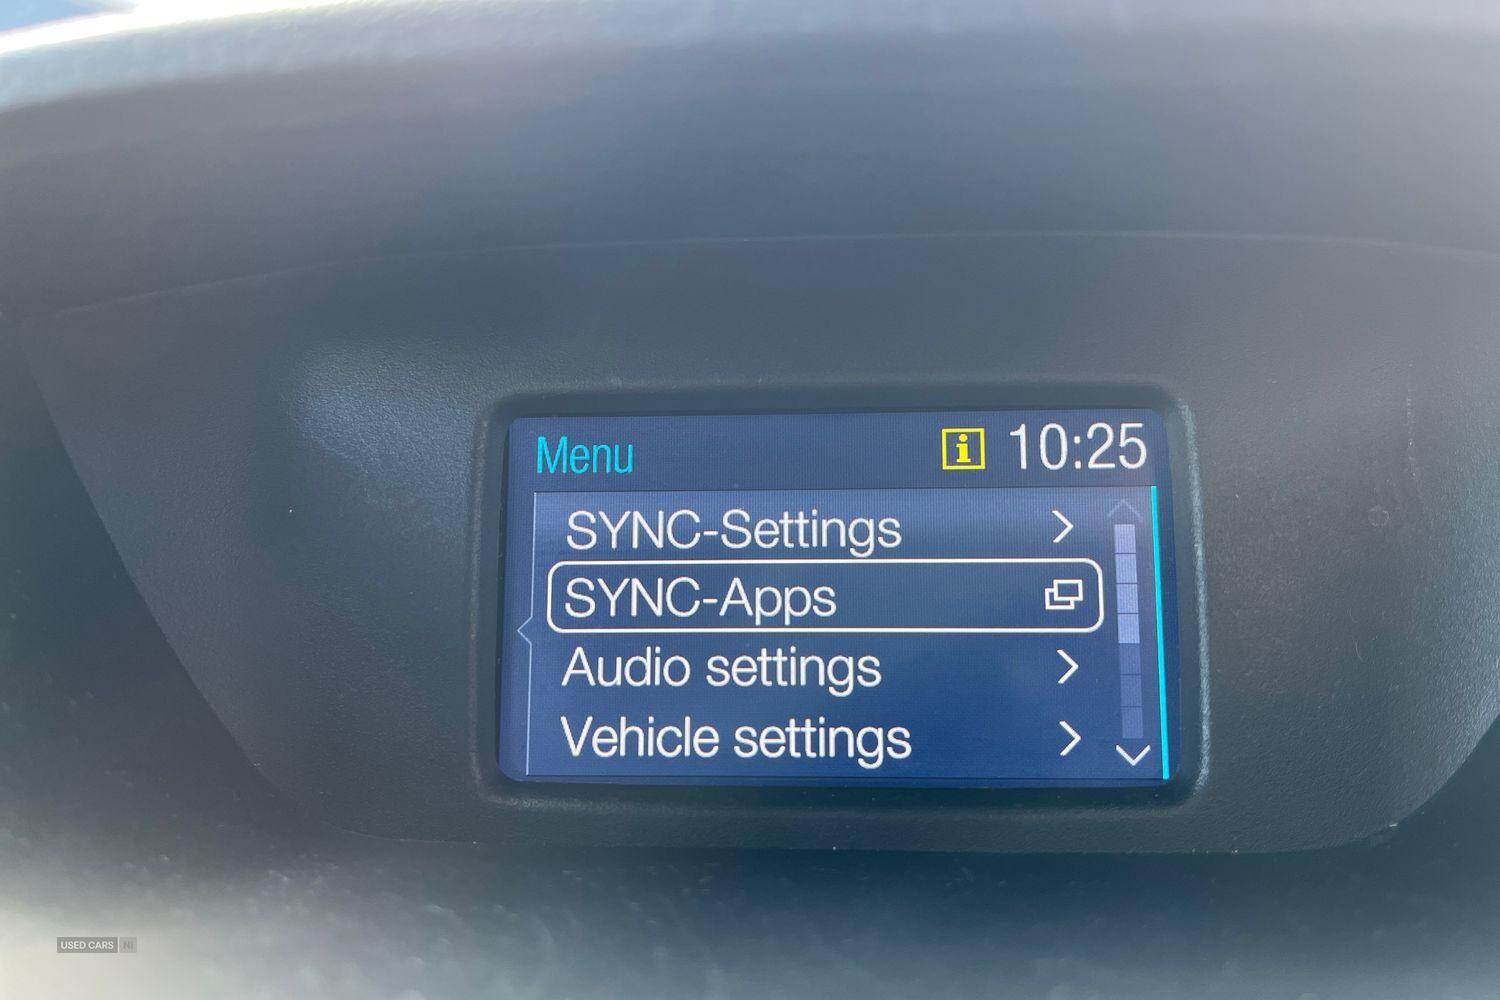 Menu i 10:25
SYNC-Settings
SYNC-Apps
Audio settings
Vehicle settings
USED CARS NI